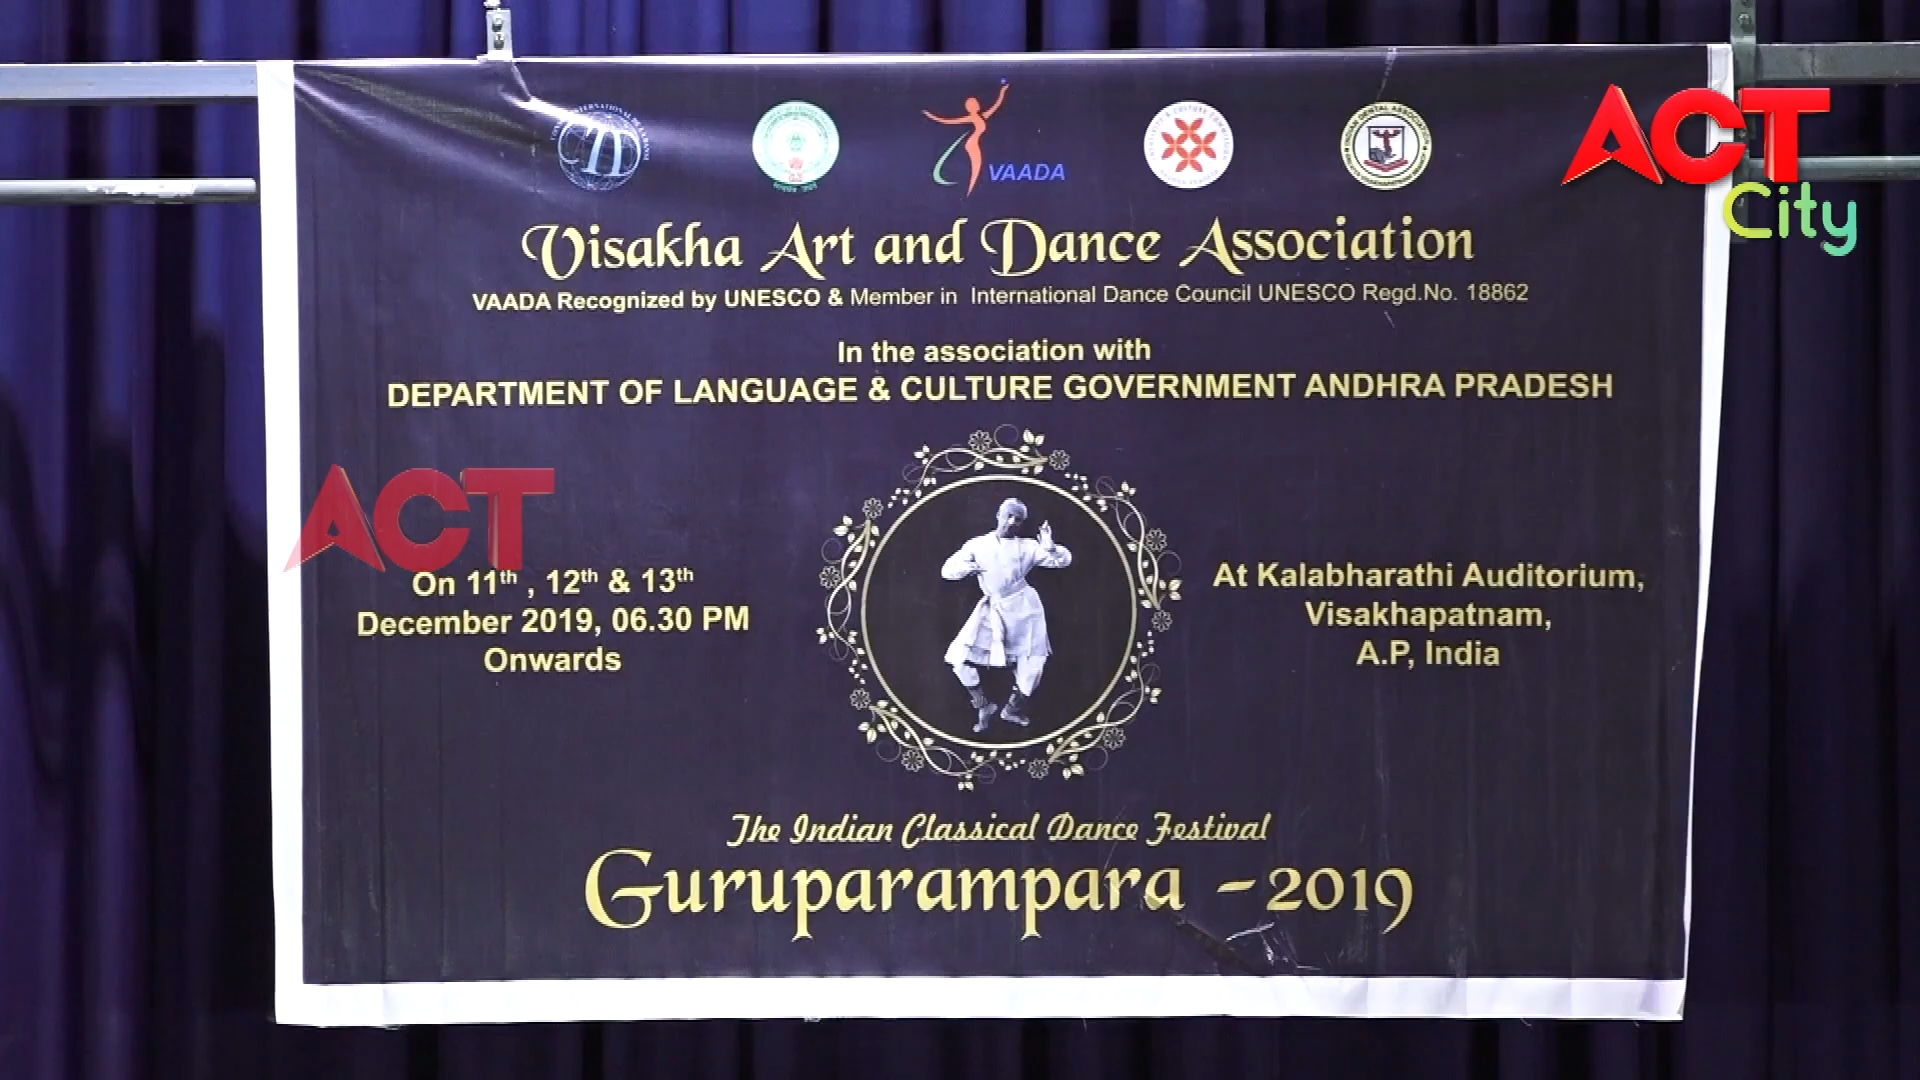 VAADA
ACT
City
Visakha Art and Dance Association
VAADA Recognized by UNESCO & Member in International Dance Council UNESCO Regd.No. 18862
In the association with
DEPARTMENT OF LANGUAGE & CULTURE GOVERNMENT ANDHRA PRADESH
ACT
On 11th , 12th & 13th
December 2019, 06.30 PM
Onwards
At Kalabharathi Auditorium,
Visakhapatnam,
A.P, India
The Indian Classical Dance Festival
Guruparampara - 2019